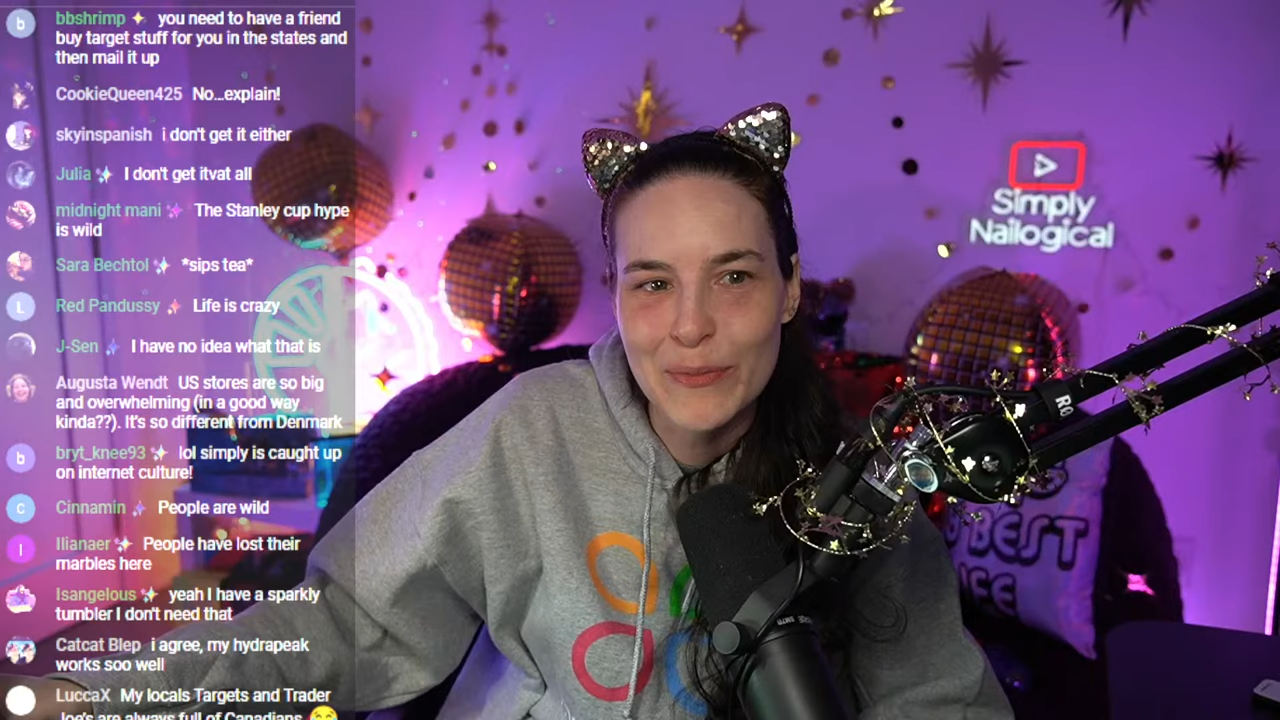 b
bbshrimp you need to have a friend
buy target stuff for you in the states and
then mail it up
CookieQueen425 No...explain!
skyinspanish i don't get it either
Julia I don't get itvat all
midnight mani The Stanley cup hype
is wild
Sara Bechtol *sips tea*
L
Red Pandussy Life is crazy
J-Sen I have no idea what that is
Augusta Wendt US stores are so big
and overwhelming (in a good way
kinda??). It's so different from Denmark
b
bryt_knee93 lol simply is caught up
on internet culture!
C
Cinnamin People are wild
I
Ilianaer People have lost their
marbles here
Isangelous yeah I have a sparkly
tumbler I don't need that
Catcat Blep i agree, my hydrapeak
works soo well
LuccaX My locals Targets and Trader
Joe's are always full of Canadians
Simply
Nailogical
BEST